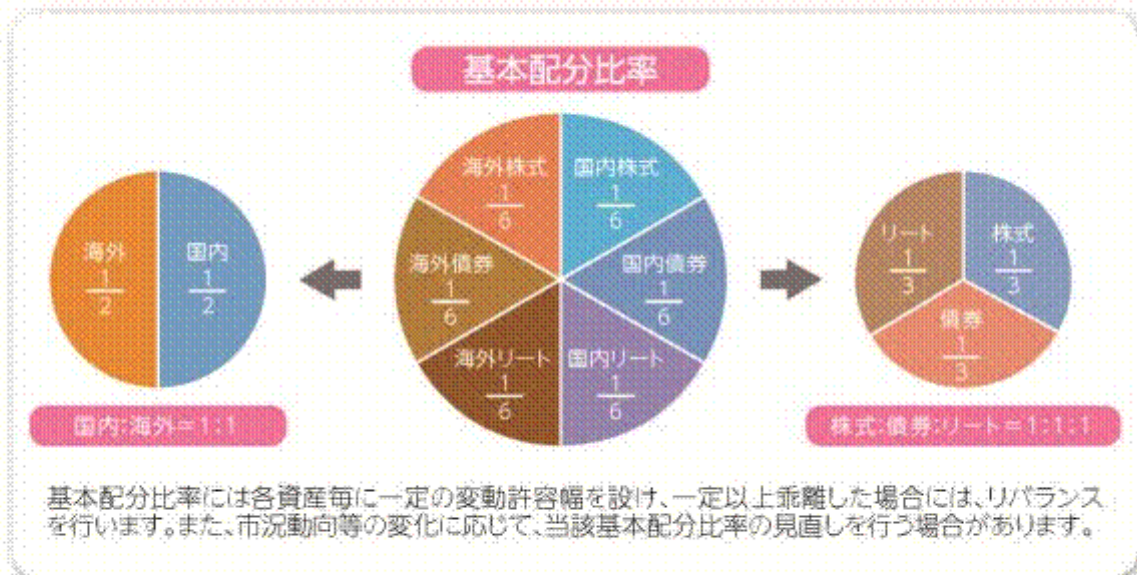 基本配分比率
海外株式
1
6
国内株式
1
6
海外債券
1
6
国内債券
1
6
海外リート
1
6
国内リート
1
6
海外
1
2
国内
1
2
国内:海外=1:1
リート
1
3
株式
1
3
債券
1
3
株式:債券:リート=1:1:1
基本配分比率には各資産毎に一定の変動許容幅を設け、一定以上乖離した場合には、リバランス
を行います。また、市況動向等の変化に応じて、当該基本配分比率の見直しを行う場合があります。